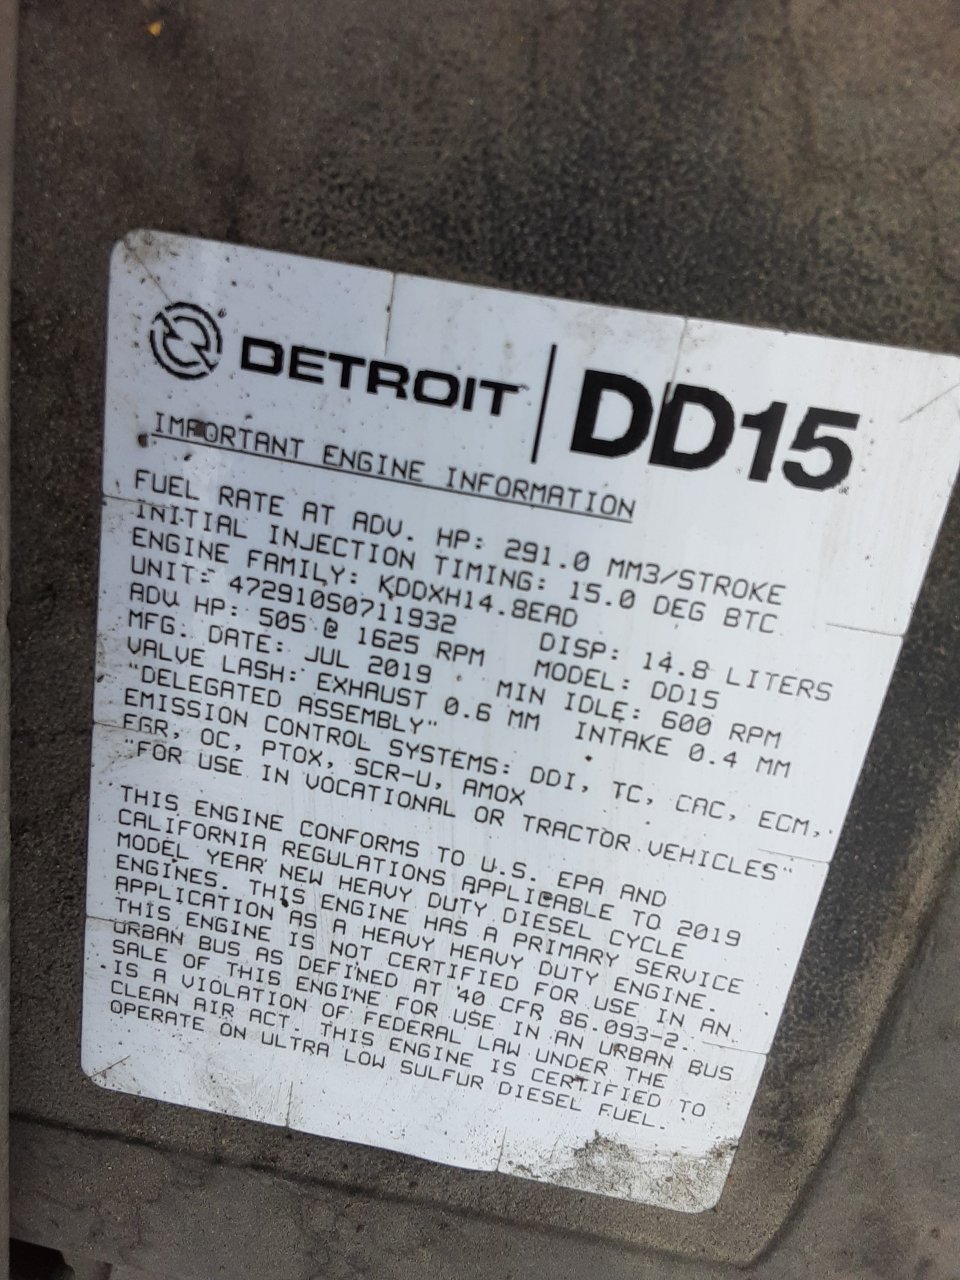 DETROIT | DD15
IMPORTANT ENGINE INFORMATION
FUEL RATE AT ADV. HP: 291.0 MM3/STROKE
INITIAL INJECTION TIMING: 15.0 DEG BTC
ENGINE FAMILY: KDDXH14.8EAD DISP: 14.8 LITERS
UNIT: 472910S0711932 MODEL: DD15
ADV HP: 505 @ 1625 RPM MIN IDLE: 600 RPM
MFG. DATE: JUL 2019
VALVE LASH: EXHAUST 0.6 MM INTAKE 0.4 MM
"DELEGATED ASSEMBLY"
EMISSION CONTROL SYSTEMS: DDI, TC, CAC, ECM,
EGR, OC, PTOX, SCR-U, AMOX
"FOR USE IN VOCATIONAL OR TRACTOR VEHICLES"
THIS ENGINE CONFORMS TO U.S. EPA AND
CALIFORNIA REGULATIONS APPLICABLE TO 2019
MODEL YEAR NEW HEAVY DUTY DIESEL CYCLE
ENGINES. THIS ENGINE HAS A PRIMARY SERVICE
APPLICATION AS A HEAVY HEAVY DUTY ENGINE.
THIS ENGINE IS NOT CERTIFIED FOR USE IN AN
URBAN BUS AS DEFINED AT 40 CFR 86.093-2.
SALE OF THIS ENGINE FOR USE IN AN URBAN BUS
IS A VIOLATION OF FEDERAL LAW UNDER THE
CLEAN AIR ACT. THIS ENGINE IS CERTIFIED TO
OPERATE ON ULTRA LOW SULFUR DIESEL FUEL.